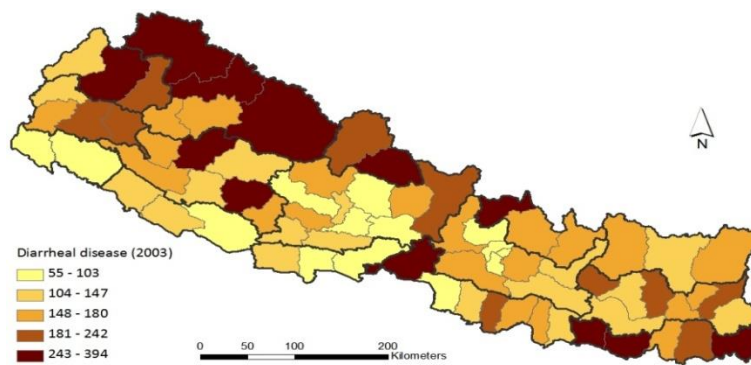 N
Diarrheal disease (2003)
55 - 103
104 - 147
148 - 180
181 - 242
243 - 394
0 50 100 200
Kilometers